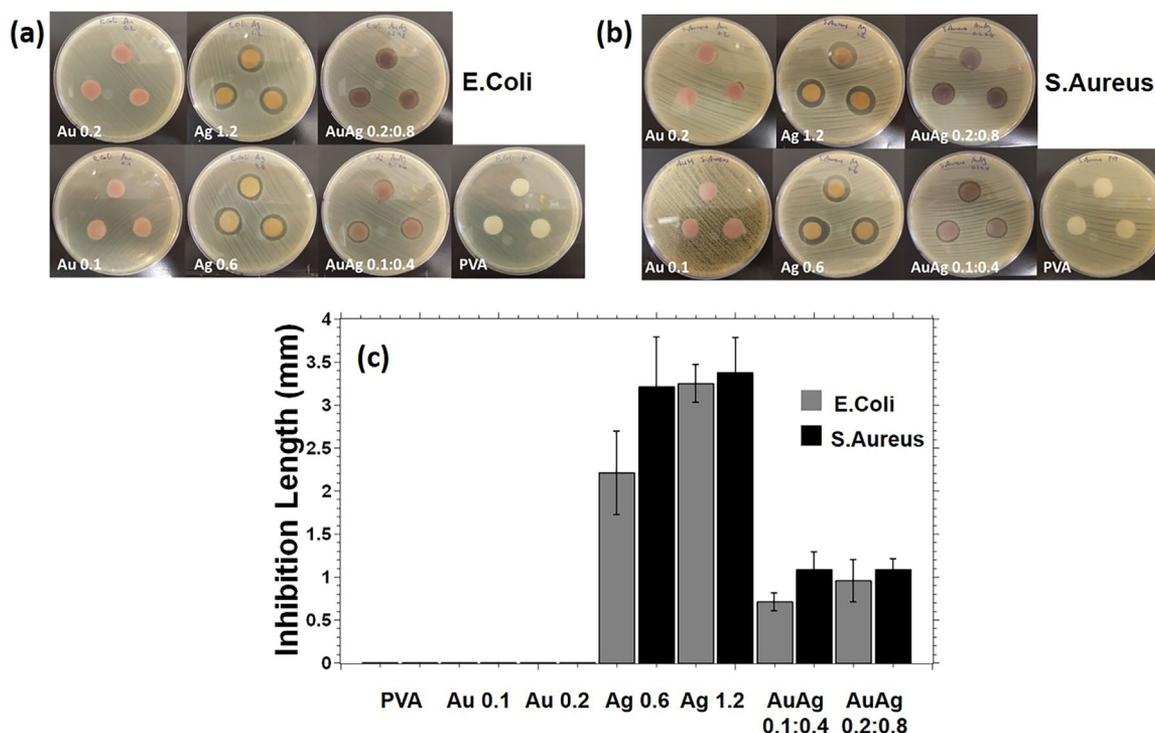 (a)
E.Coli
Au 0.2
Ag 1.2
AuAg 0.2:0.8
Au 0.1
Ag 0.6
AuAg 0.1:0.4
PVA
(b)
S.Aureus
Au 0.2
Ag 1.2
AuAg 0.2:0.8
Au 0.1
Ag 0.6
AuAg 0.1:0.4
PVA
(c)
Inhibition Length (mm)
4
3.5
3
2.5
2
1.5
1
0.5
0
E.Coli
S.Aureus
PVA Au 0.1 Au 0.2 Ag 0.6 Ag 1.2 AuAg AuAg
0.1:0.4 0.2:0.8